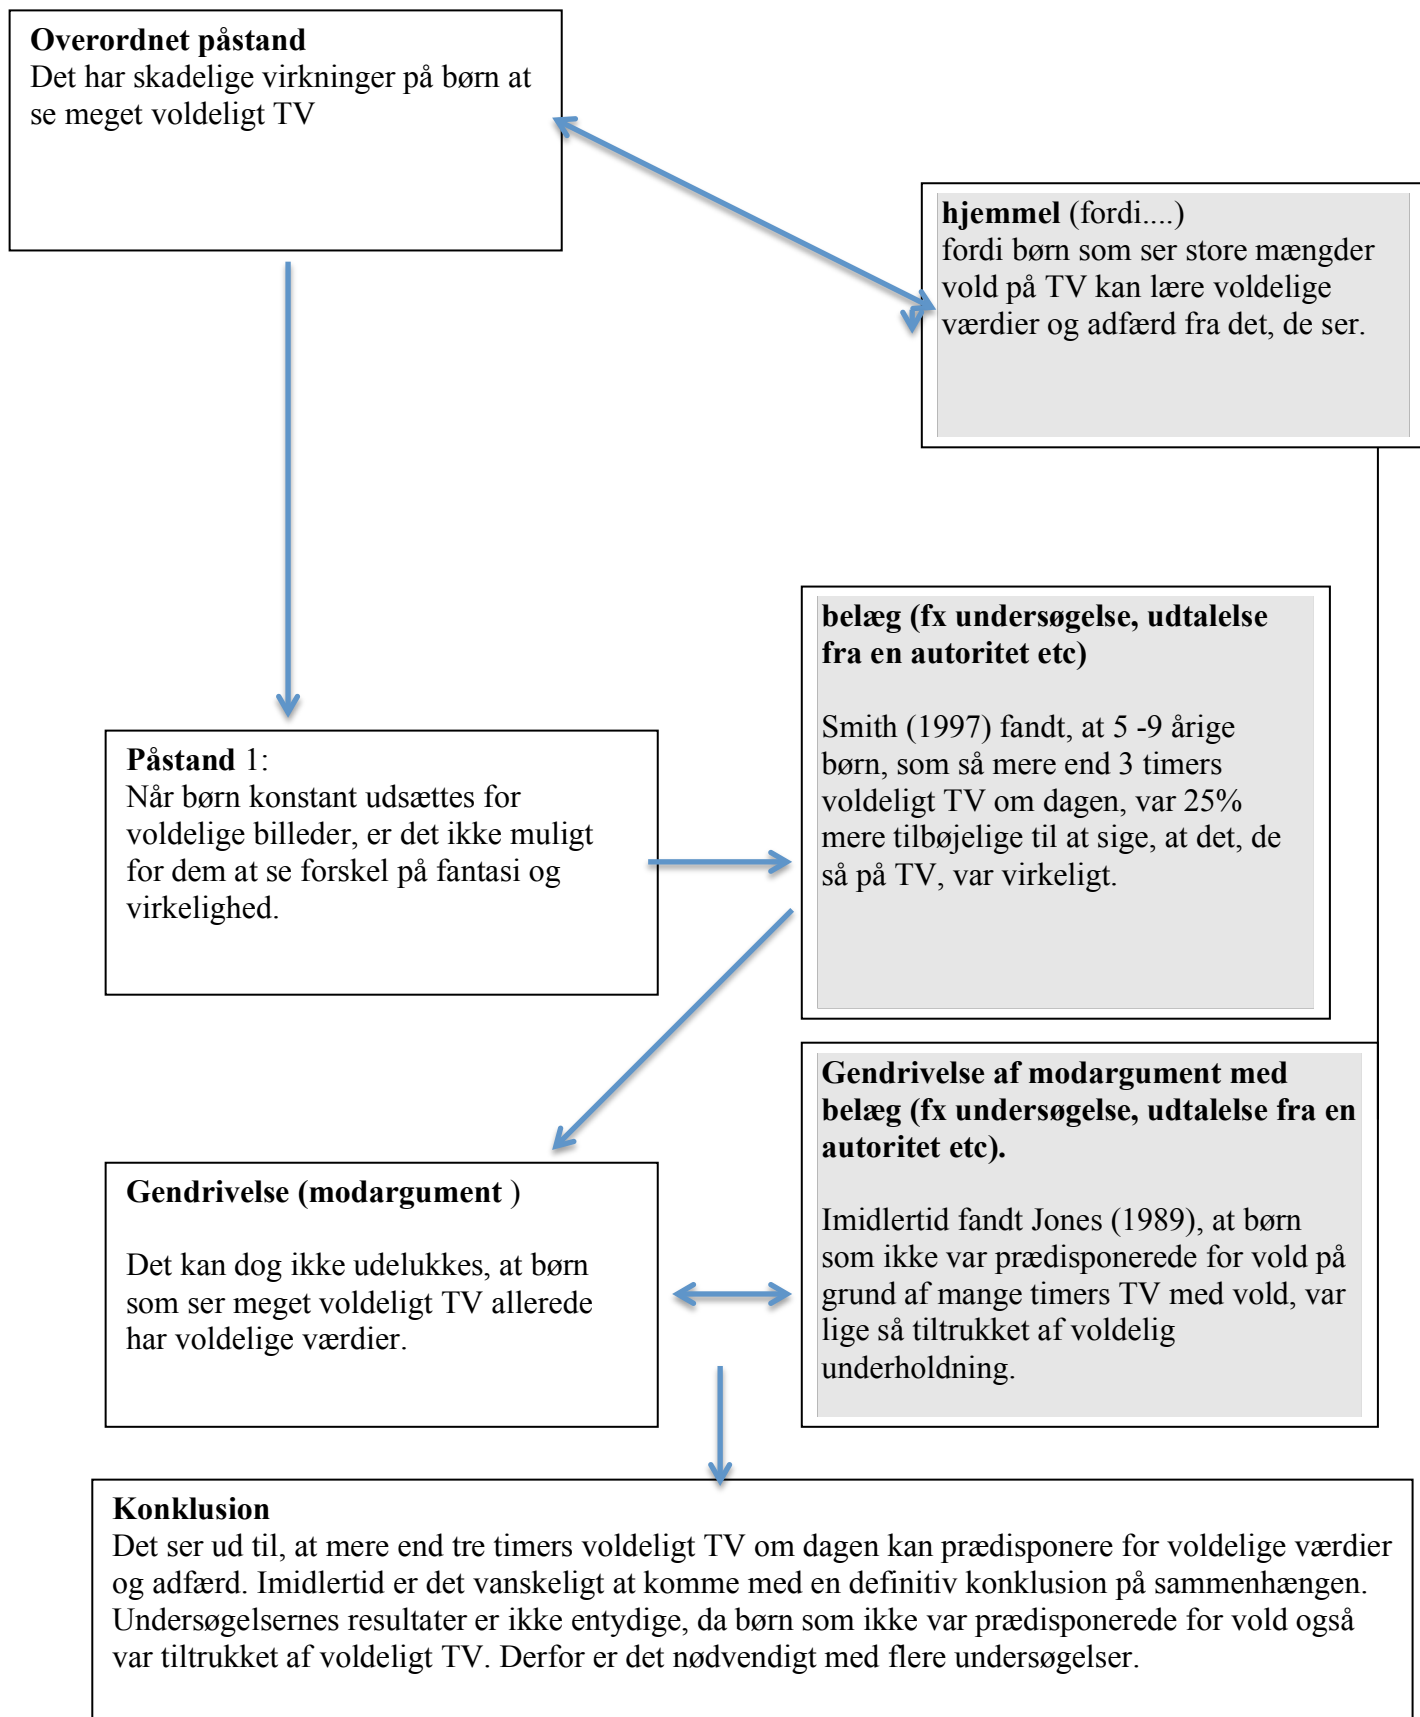 Overordnet påstand
Det har skadelige virkninger på børn at
se meget voldeligt TV
hjemmel (fordi....)
fordi børn som ser store mængder
vold på TV kan lære voldelige
værdier og adfærd fra det, de ser.
belæg (fx undersøgelse, udtalelse
fra en autoritet etc)
Smith (1997) fandt, at 5 -9 årige
børn, som så mere end 3 timers
voldeligt TV om dagen, var 25%
mere tilbøjelige til at sige, at det, de
så på TV, var virkeligt.
Påstand 1:
Når børn konstant udsættes for
voldelige billeder, er det ikke muligt
for dem at se forskel på fantasi og
virkelighed.
Gendrivelse af modargument med
belæg (fx undersøgelse, udtalelse fra en
autoritet etc).
Imidlertid fandt Jones (1989), at børn
som ikke var prædisponerede for vold på
grund af mange timers TV med vold, var
lige så tiltrukket af voldelig
underholdning.
Gendrivelse (modargument )
Det kan dog ikke udelukkes, at børn
som ser meget voldeligt TV allerede
har voldelige værdier.
Konklusion
Det ser ud til, at mere end tre timers voldeligt TV om dagen kan prædisponere for voldelige værdier
og adfærd. Imidlertid er det vanskeligt at komme med en definitiv konklusion på sammenhængen.
Undersøgelsernes resultater er ikke entydige, da børn som ikke var prædisponerede for vold også
var tiltrukket af voldeligt TV. Derfor er det nødvendigt med flere undersøgelser.